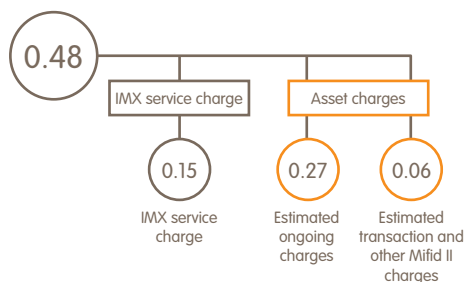 0.48
IMX service charge
Asset charges
0.15
0.27
0.06
IMX service
charge
Estimated
ongoing
charges
Estimated
transaction and
other Mifid II
charges